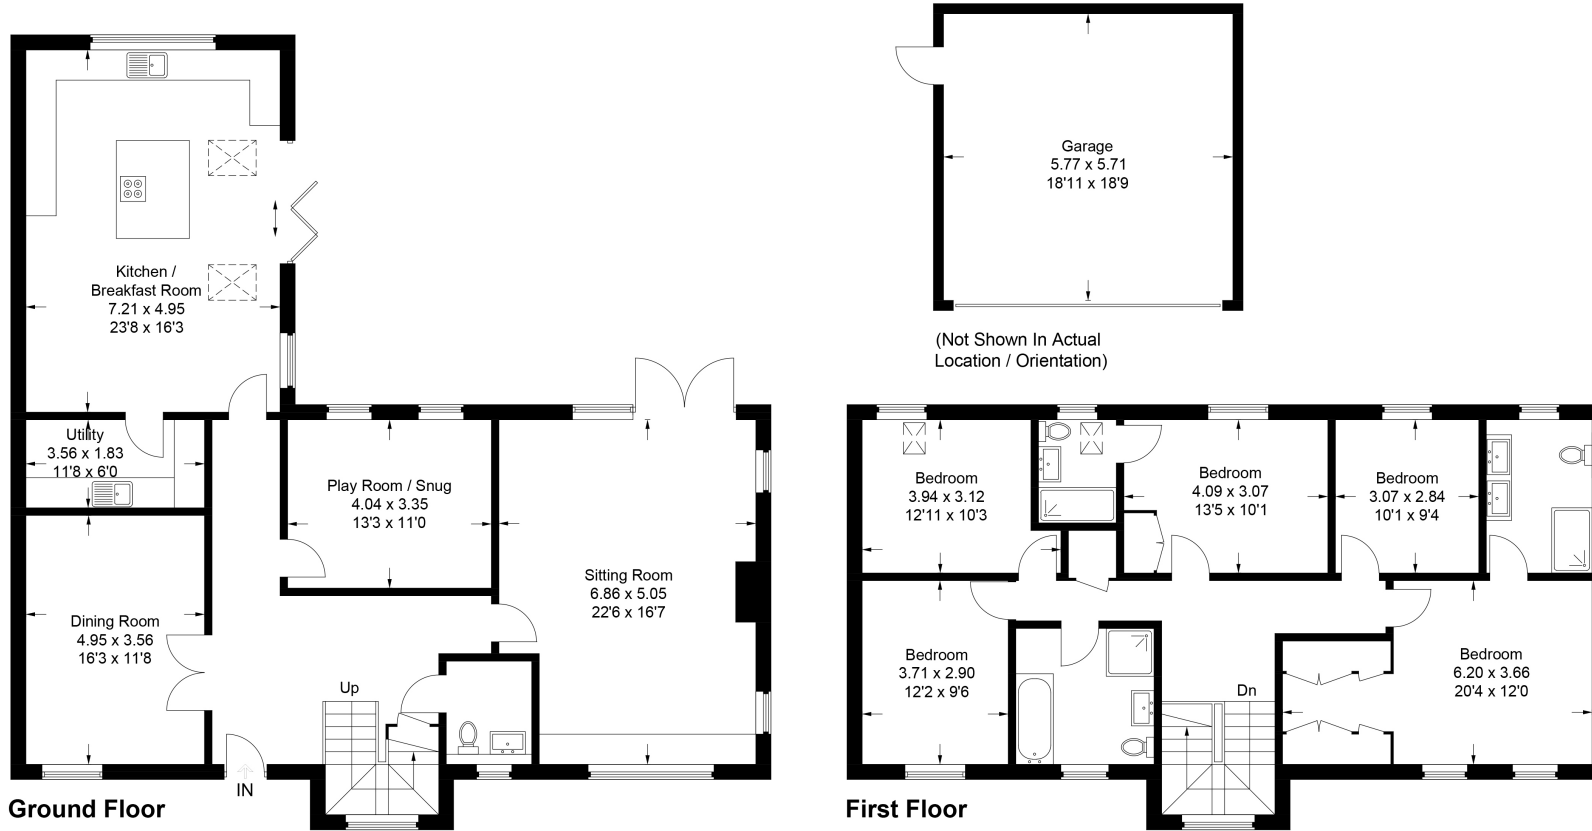 Kitchen /
Breakfast Room
7.21 x 4.95
23'8 x 16'3
Utility
3.56 x 1.83
11'8 x 6'0
Play Room / Snug
4.04 x 3.35
13'3 x 11'0
Sitting Room
6.86 x 5.05
22'6 x 16'7
Dining Room
4.95 x 3.56
16'3 x 11'8
Up
IN
Ground Floor
Garage
5.77 x 5.71
18'11 x 18'9
(Not Shown In Actual
Location / Orientation)
Bedroom
3.94 x 3.12
12'11 x 10'3
Bedroom
4.09 x 3.07
13'5 x 10'1
Bedroom
3.07 x 2.84
10'1 x 9'4
Bedroom
3.71 x 2.90
12'2 x 9'6
Dn
Bedroom
6.20 x 3.66
20'4 x 12'0
First Floor